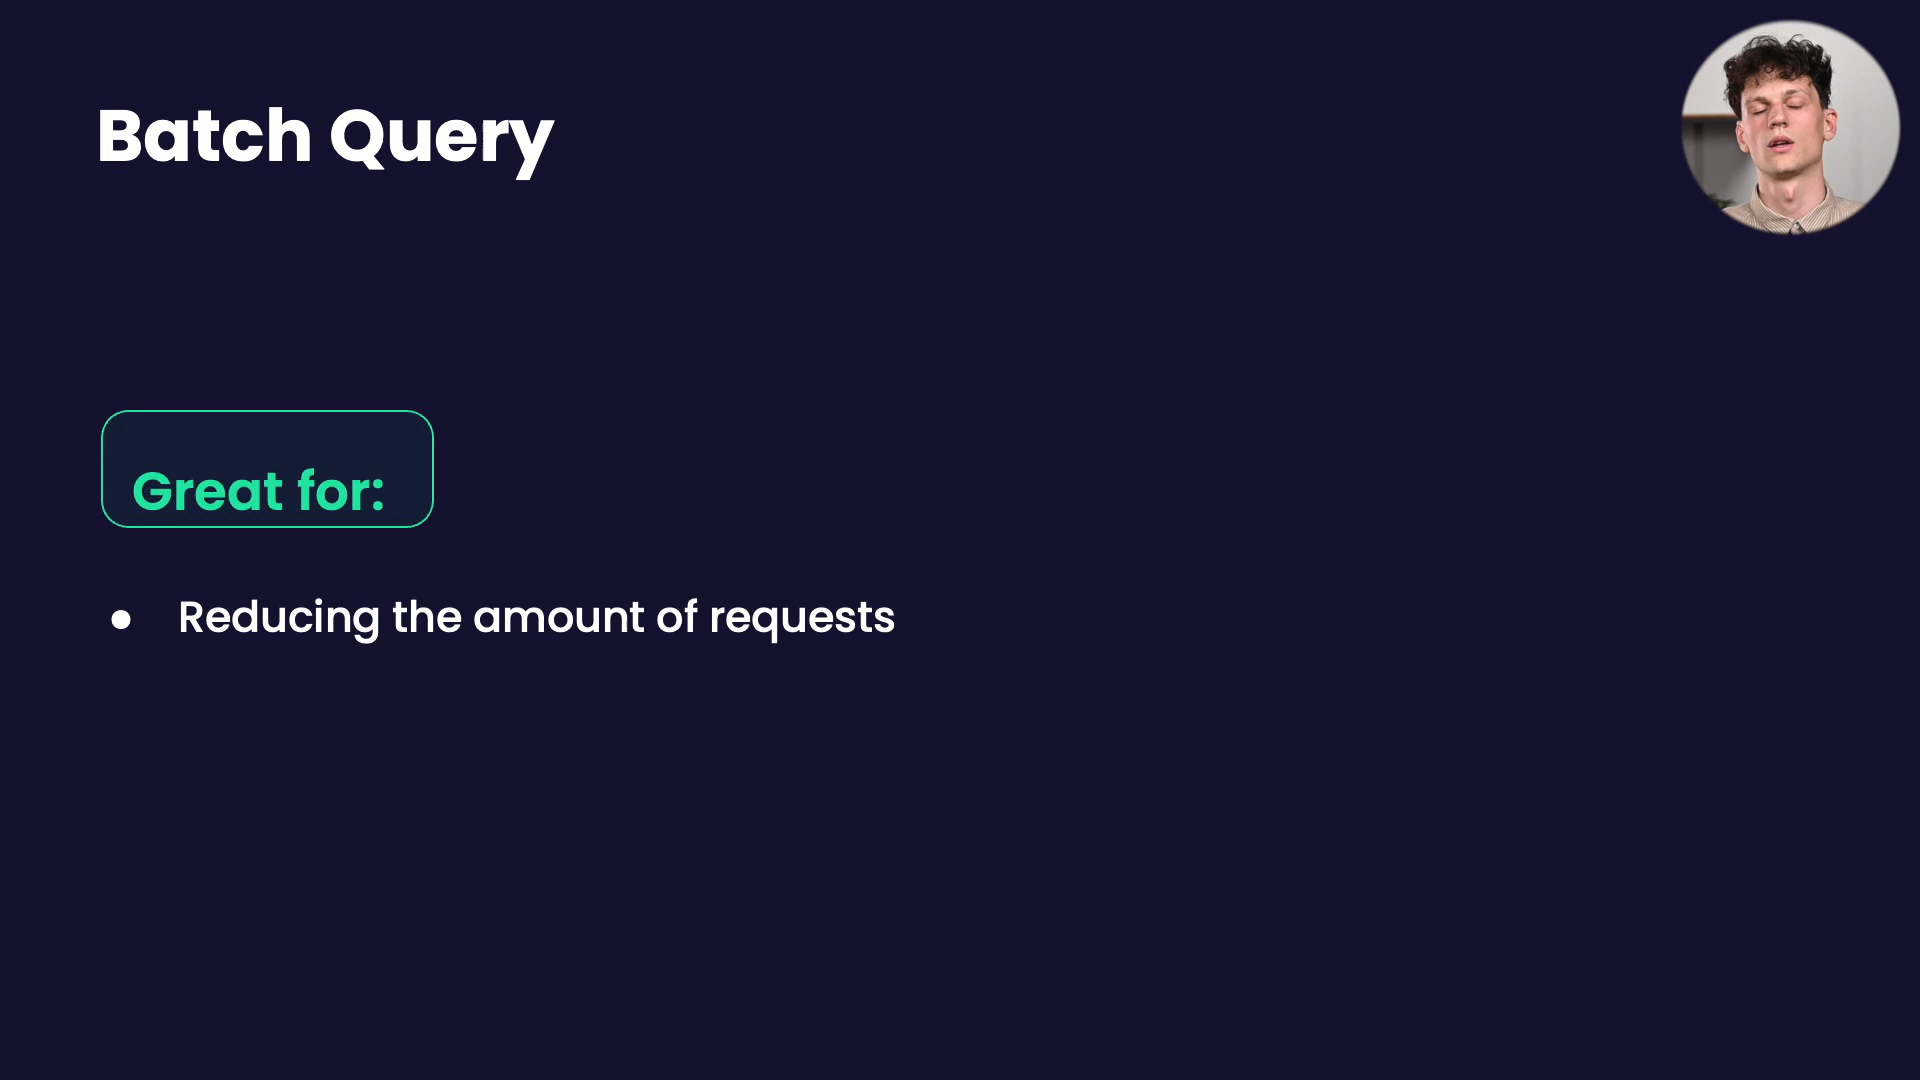 Batch Query
Great for:
● Reducing the amount of requests